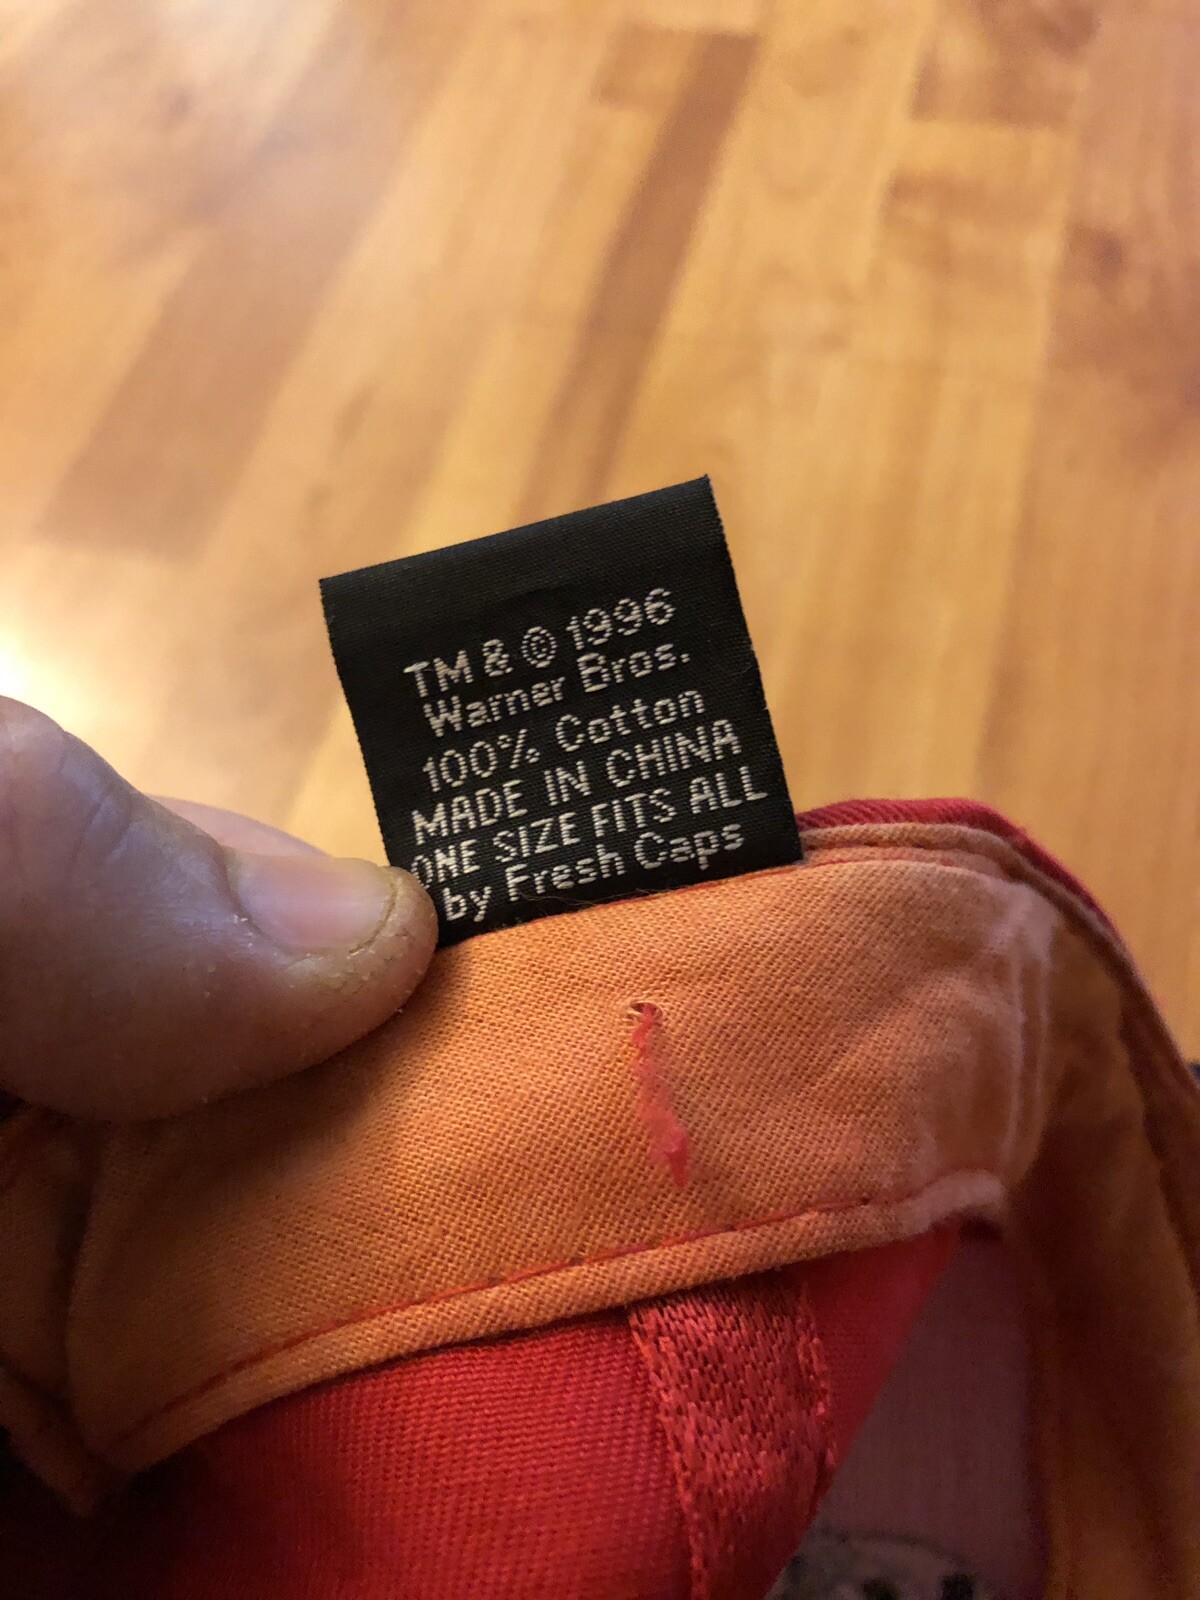 TM & © 1996
Warner Bros.
100% Cotton
MADE IN CHINA
ONE SIZE FITS ALL
by Fresh Caps